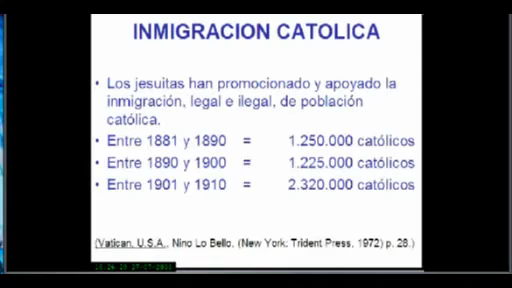 INMIGRACION CATOLICA
• Los jesuitas han promocionado y apoyado la
inmigración, legal e ilegal, de población
católica.
• Entre 1881 y 1890 = 1.250.000 católicos
• Entre 1890 y 1900 = 1.225.000 católicos
• Entre 1901 y 1910 = 2.320.000 católicos
(Vatican, U.S.A., Nino Lo Bello, (New York: Trident Press, 1972) p. 28.)